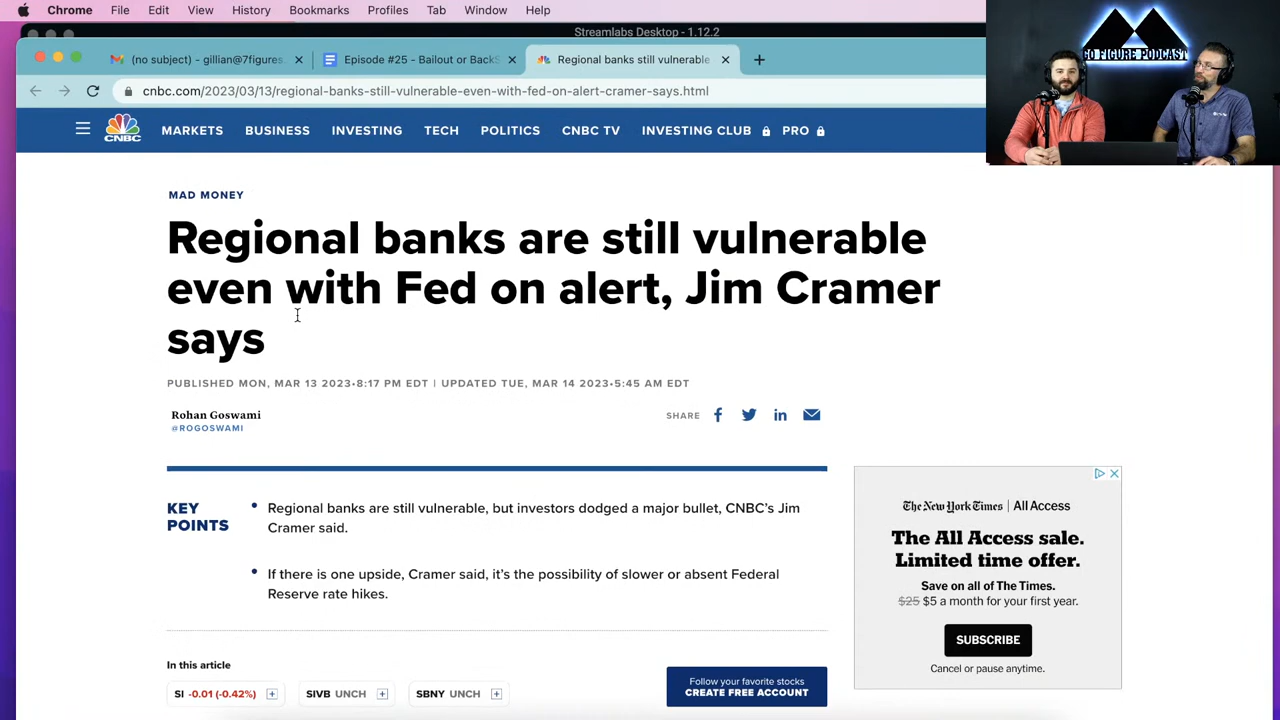 Chrome File Edit View History Bookmarks Profiles Tab Window Help
Streamlabs Desktop - 1.12.2
(no subject) - gillian@7figures.
Episode #25 - Bailout or BackS
Regional banks still vulnerable
cnbc.com/2023/03/13/regional-banks-still-vulnerable-even-with-fed-on-alert-cramer-says.html
GO FIGURE PODCAST
CNBC
MARKETS BUSINESS INVESTING TECH POLITICS CNBC TV INVESTING CLUB PRO
MAD MONEY
Regional banks are still vulnerable
even with Fed on alert, Jim Cramer
says
PUBLISHED MON, MAR 13 2023•8:17 PM EDT | UPDATED TUE, MAR 14 2023•5:45 AM EDT
Rohan Goswami
@ROGOSWAMI
SHARE
KEY
POINTS
Regional banks are still vulnerable, but investors dodged a major bullet, CNBC's Jim
Cramer said.
If there is one upside, Cramer said, it's the possibility of slower or absent Federal
Reserve rate hikes.
The New York Times | All Access
The All Access sale.
Limited time offer.
Save on all of The Times.
$25 $5 a month for your first year.
SUBSCRIBE
Cancel or pause anytime.
In this article
SI -0.01 (-0.42%) SIVB UNCH SBNY UNCH
Follow your favorite stocks
CREATE FREE ACCOUNT